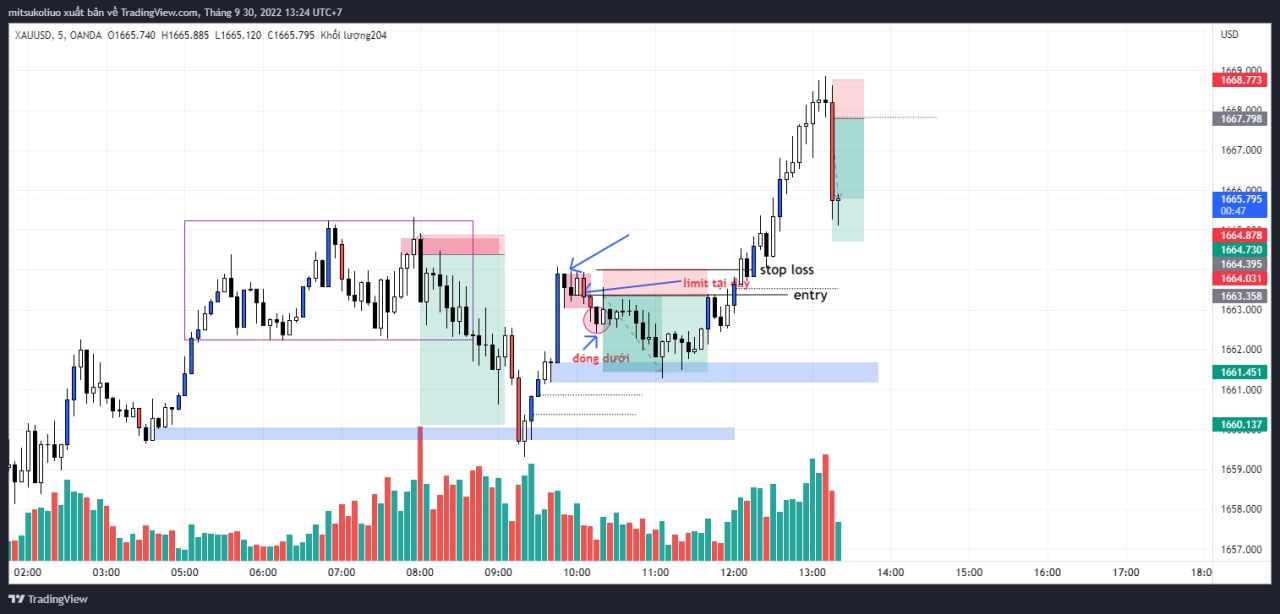 mitsukoliuo xuất bản về TradingView.com, Tháng 9 30, 2022 13:24 UTC+7
XAUUSD, 5, OANDA O1665.740 H1665.885 L1665.120 C1665.795 Khối lượng204
USD
1669.000
1668.773
1668.000
1667.798
1667.000
1666.000
1665.795
00:47
1664.878
1664.730
1664.395
1664.031
1663.358
1663.000
1662.000
1661.451
1661.000
1660.137
1659.000
1658.000
1657.000
stop loss
limit tại đây
entry
đóng dưới
02:00 03:00 05:00 06:00 07:00 08:00 09:00 10:00 11:00 12:00 13:00 14:00 15:00 16:00 17:00 18:0
TradingView